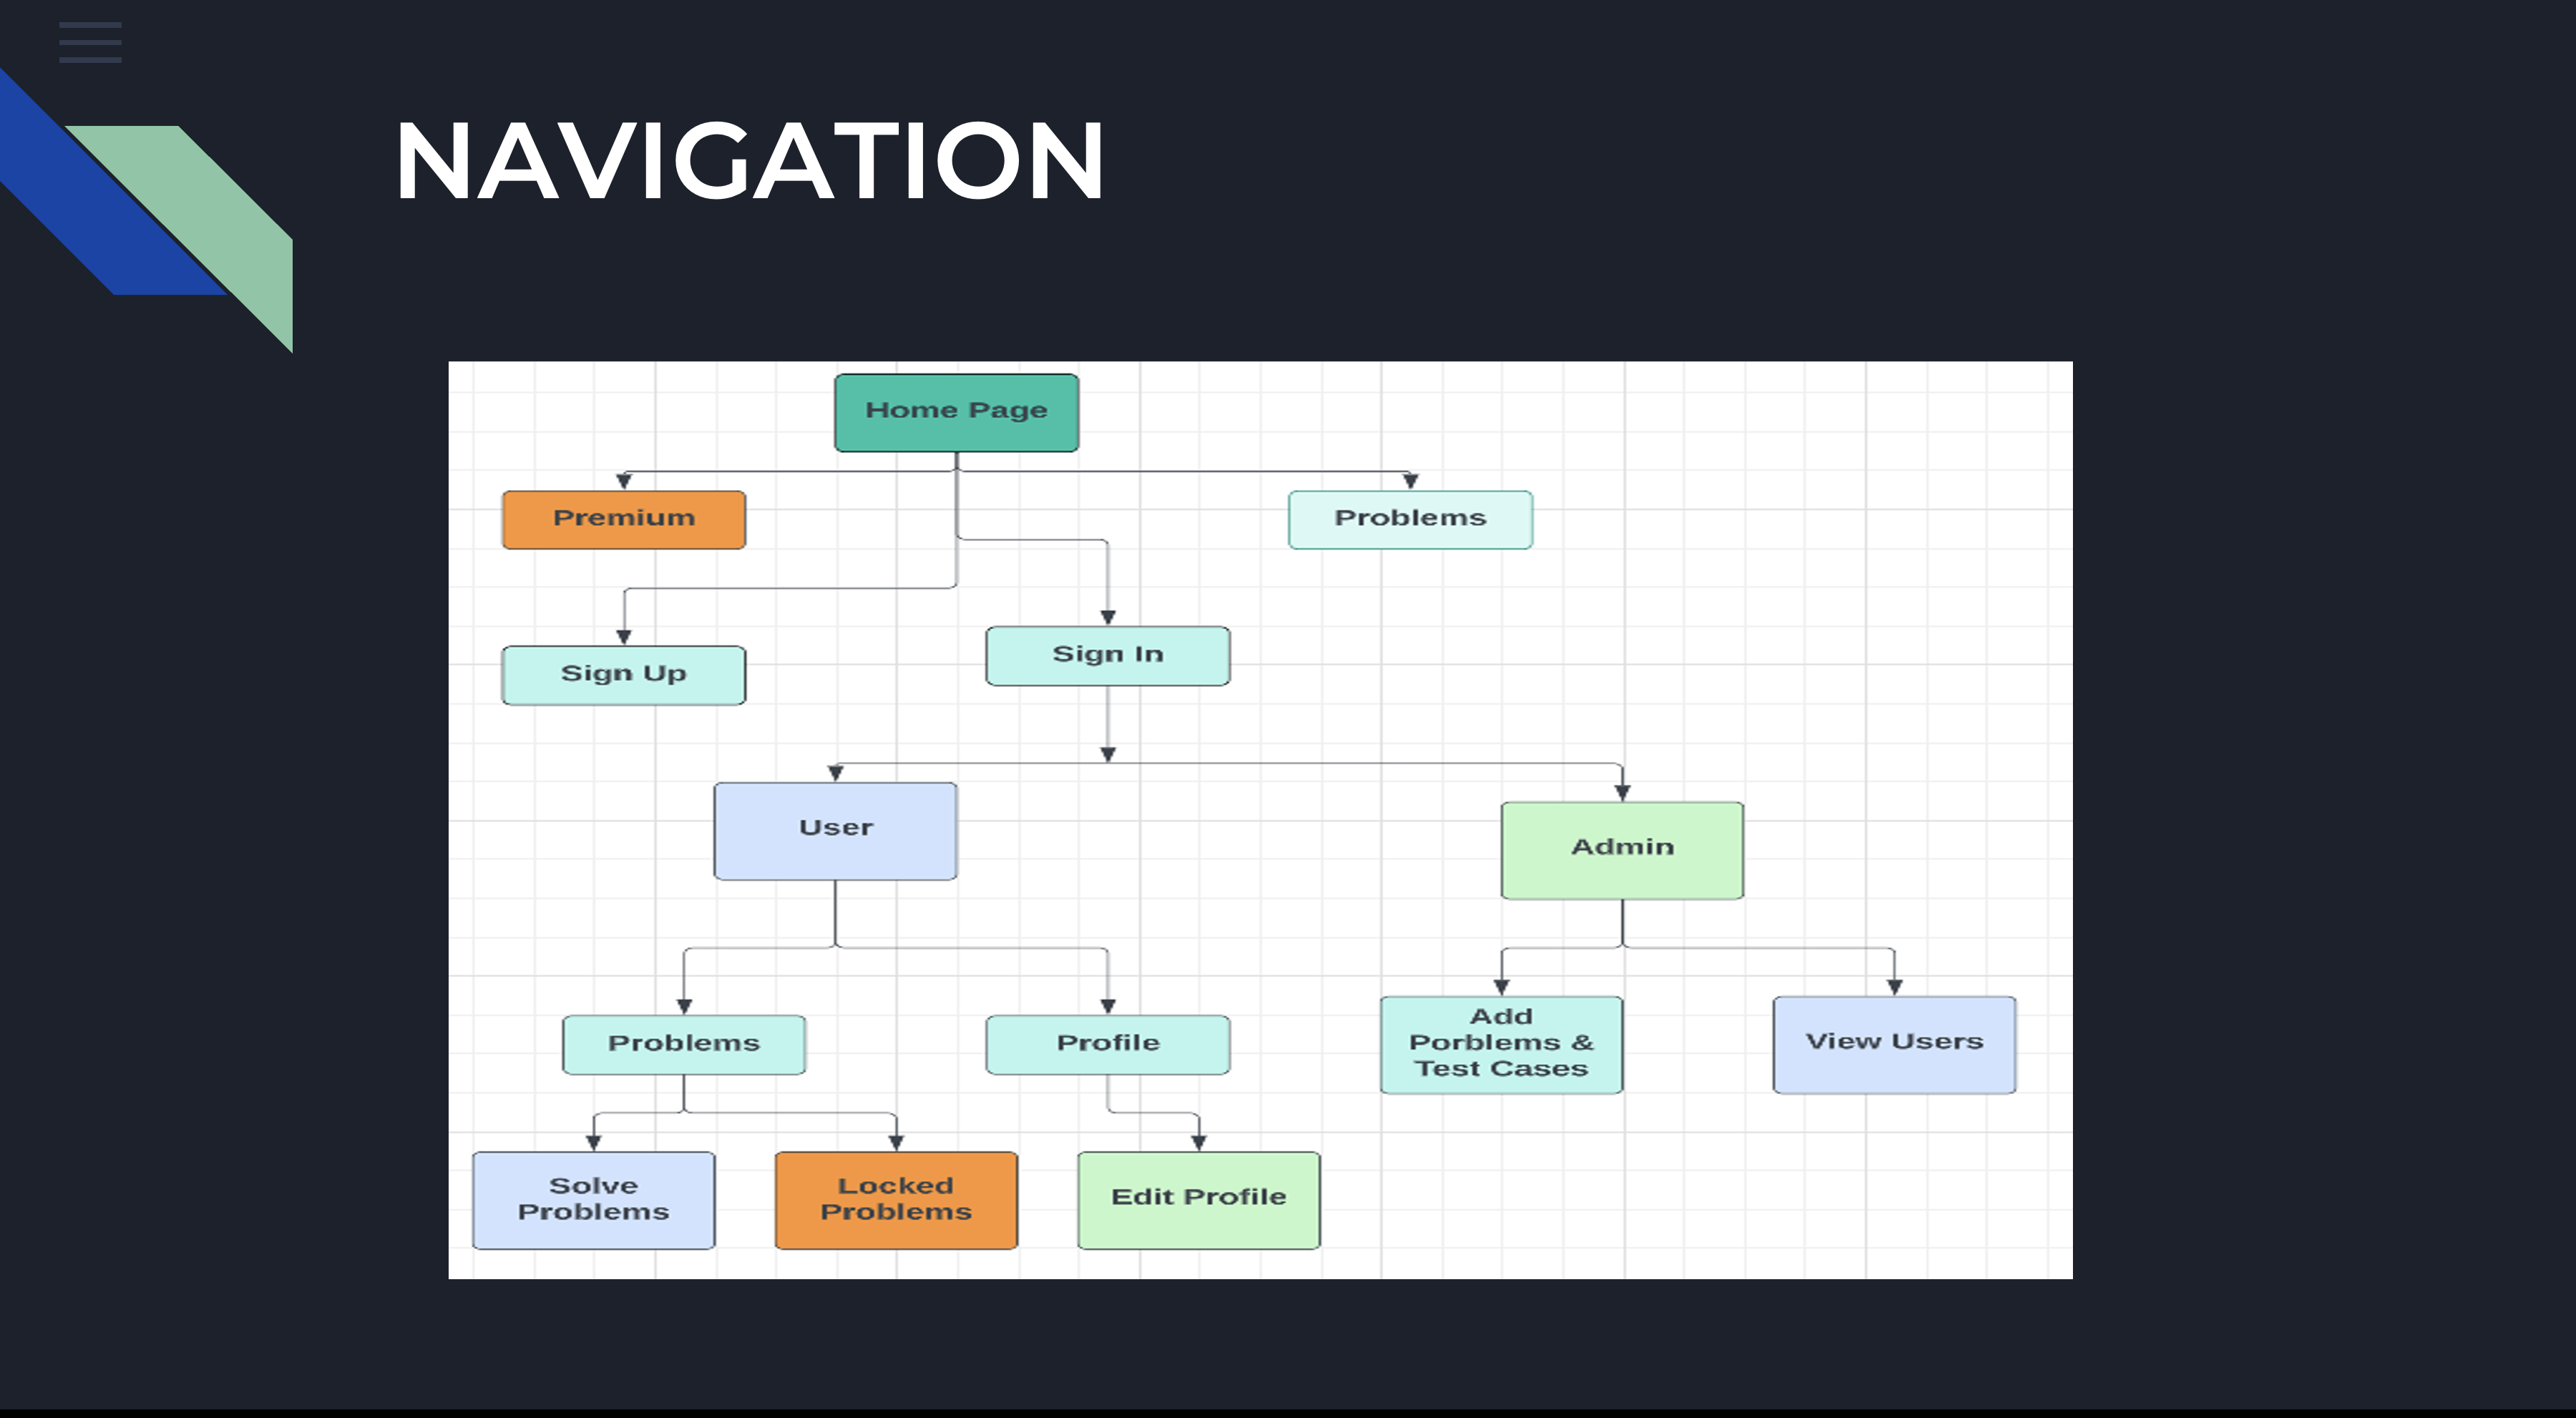 NAVIGATION
Home Page
Premium
Problems
Sign Up
Sign In
User
Admin
Problems
Profile
Add
Porblems &
Test Cases
View Users
Solve
Problems
Locked
Problems
Edit Profile